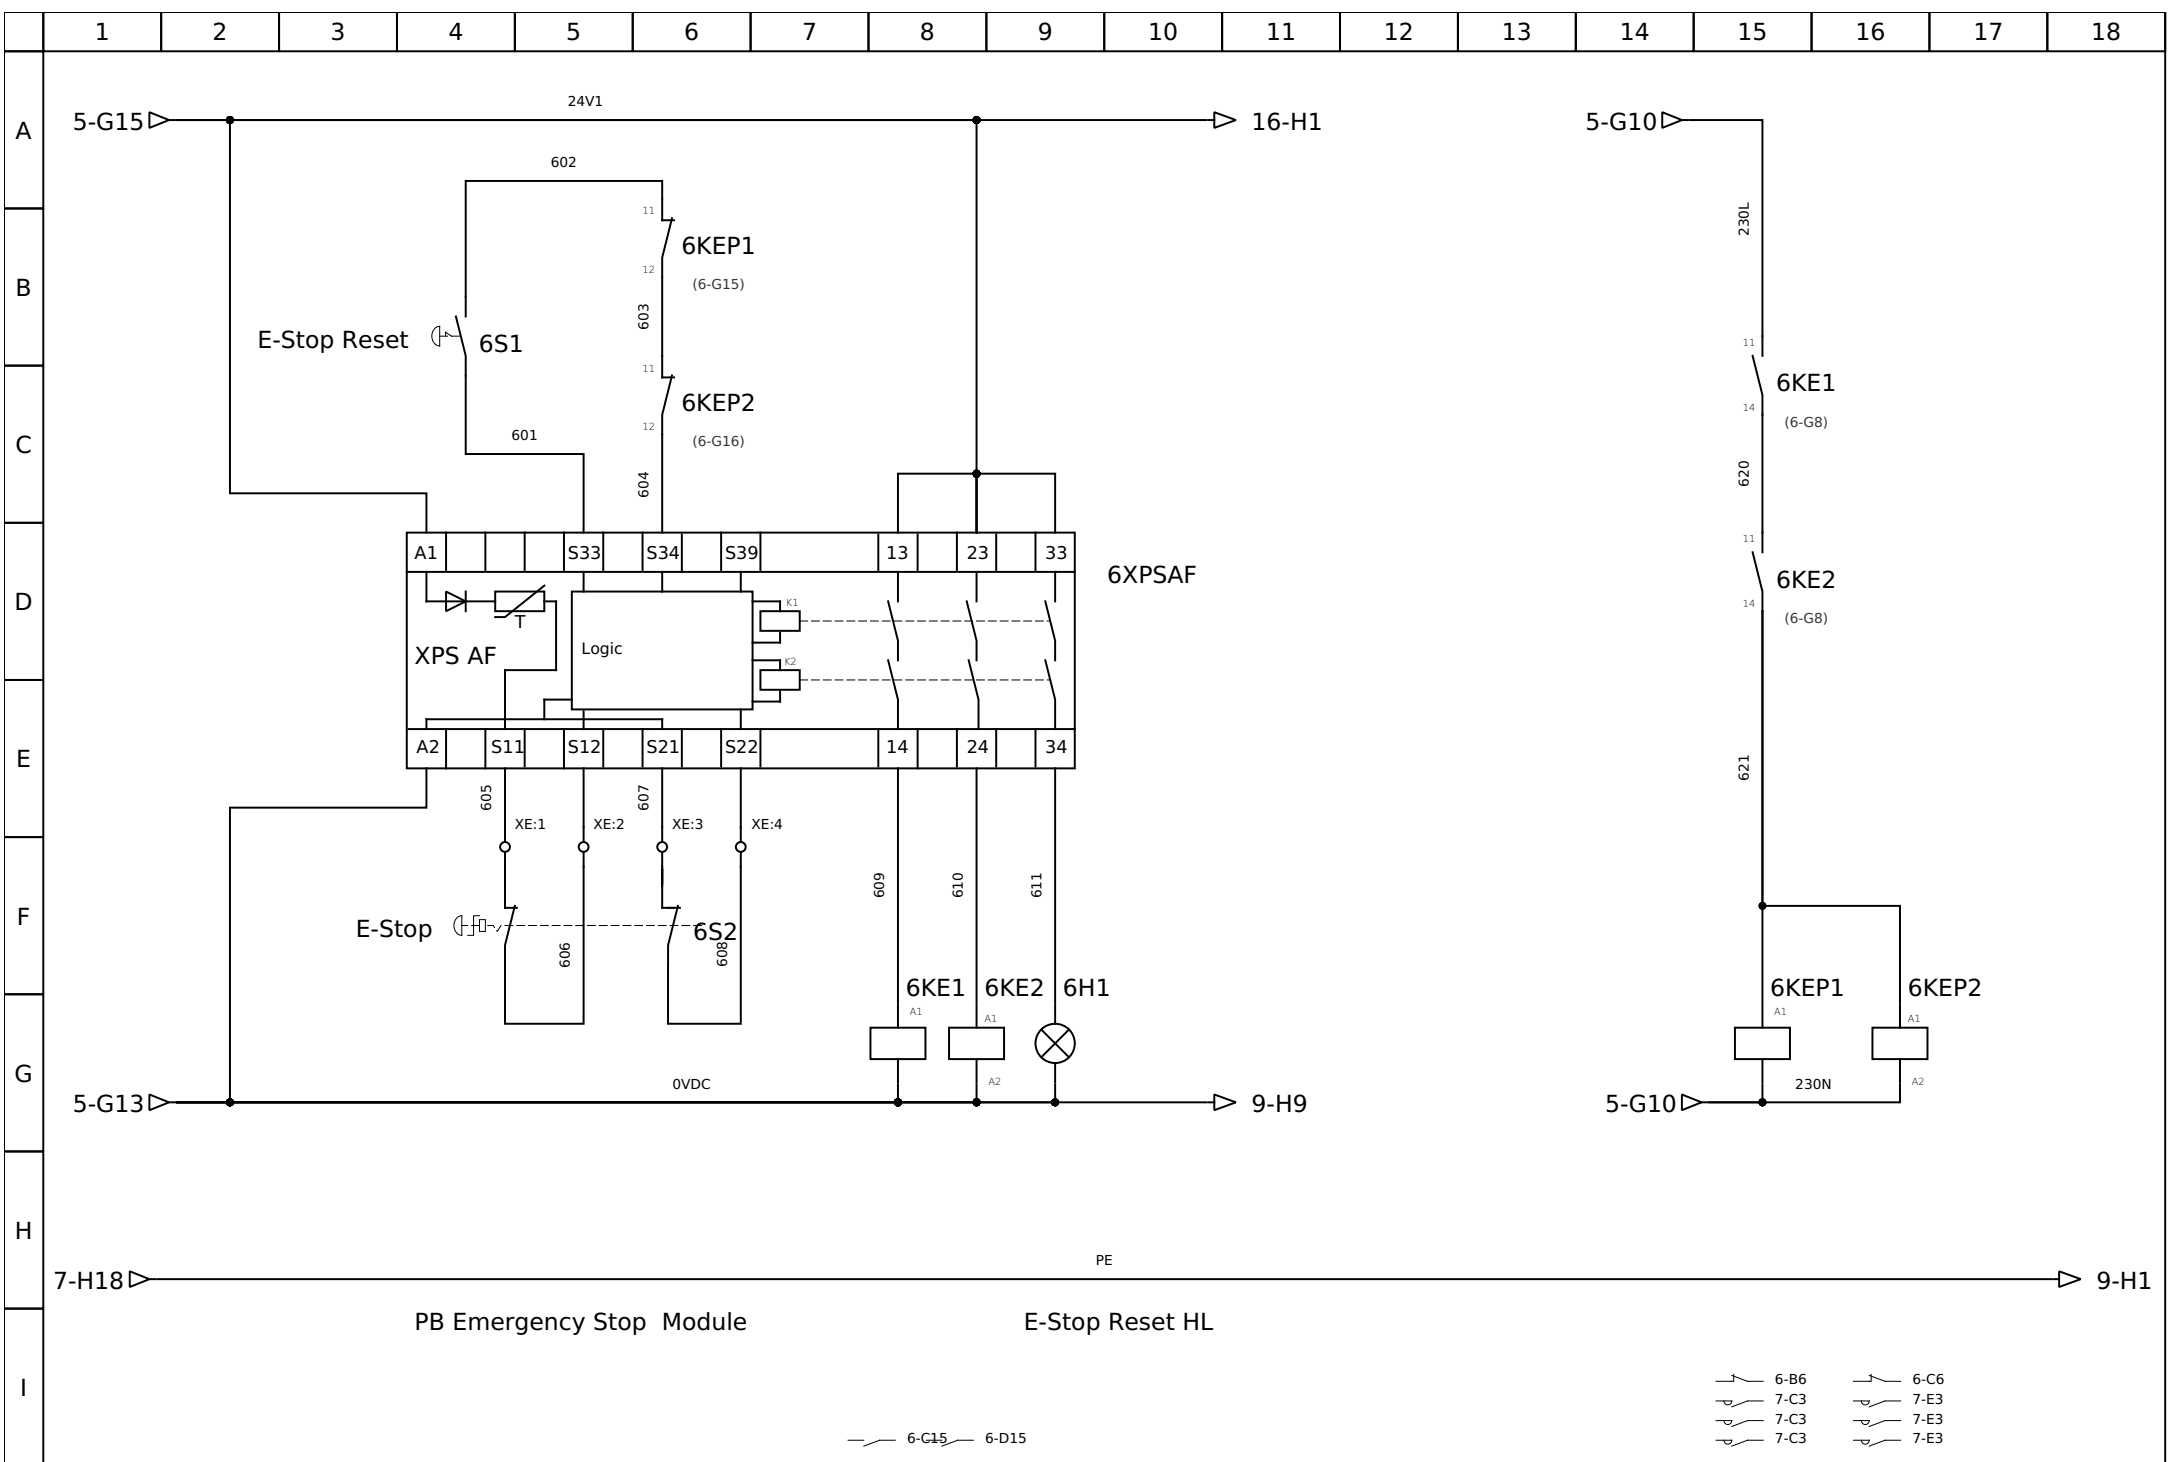 1 2 3 4 5 6 7 8 9 10 11 12 13 14 15 16 17 18
A
5-G15
24V1
16-H1
5-G10
602
11
6KEP1
230L
12
(6-G15)
B
603
E-Stop Reset
6S1
11
11
6KEP2
6KE1
12
14
(6-G16)
(6-G8)
C
601
604
620
11
A1 S33 S34 S39 13 23 33
6XPSAF
6KE2
D
K1
14
T
(6-G8)
Logic
XPS AF
K2
A2 S11 S12 S21 S22 14 24 34
E
621
605
607
XE:1 XE:2 XE:3 XE:4
609
610
611
F
E-Stop
6S2
606
608
6KE1 6KE2 6H1
6KEP1 6KEP2
A1
A1
A1
A1
G
0VDC
A2
230N
A2
5-G13
9-H9
5-G10
H
PE
7-H18
9-H1
PB Emergency Stop  Module
E-Stop Reset HL
I
6-B6 6-C6
7-C3 7-E3
7-C3 7-E3
7-C3 7-E3
6-C15 6-D15